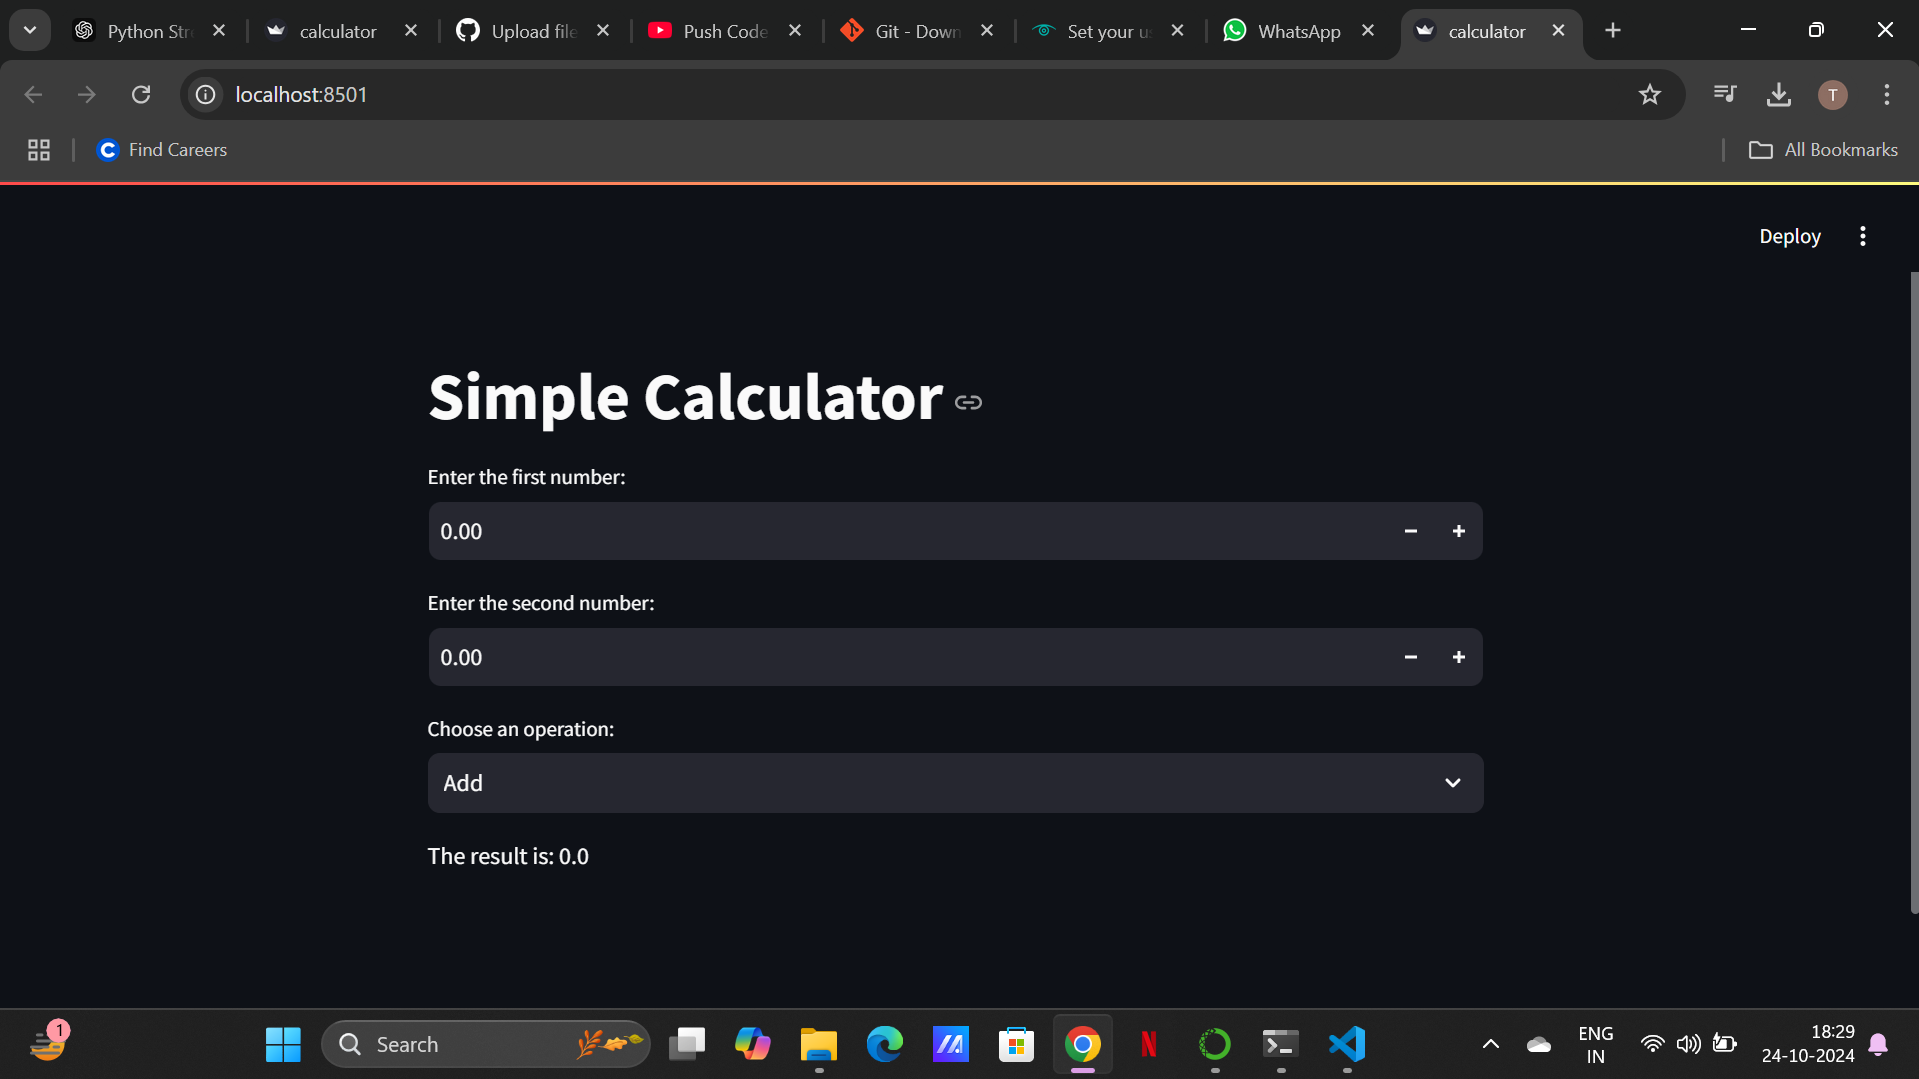 Python Str
calculator
Upload file
Push Code
Git - Down
Set your us
WhatsApp
calculator
localhost:8501
T
Find Careers
All Bookmarks
Deploy
Simple Calculator
Enter the first number:
0.00
Enter the second number:
0.00
Choose an operation:
Add
The result is: 0.0
1
Search
N
ENG
IN
18:29
24-10-2024